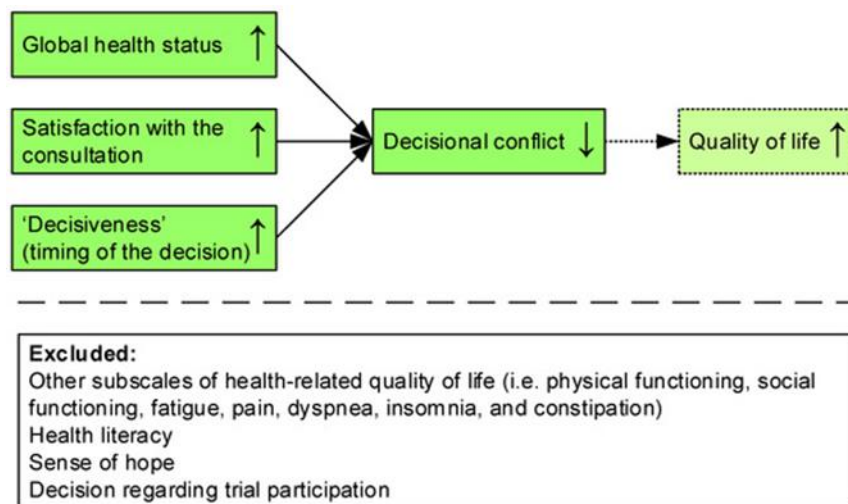 Global health status ↑
Satisfaction with the
consultation ↑
‘Decisiveness’
(timing of the decision) ↑
Decisional conflict ↓
Quality of life ↑
Excluded:
Other subscales of health-related quality of life (i.e. physical functioning, social
functioning, fatigue, pain, dyspnea, insomnia, and constipation)
Health literacy
Sense of hope
Decision regarding trial participation